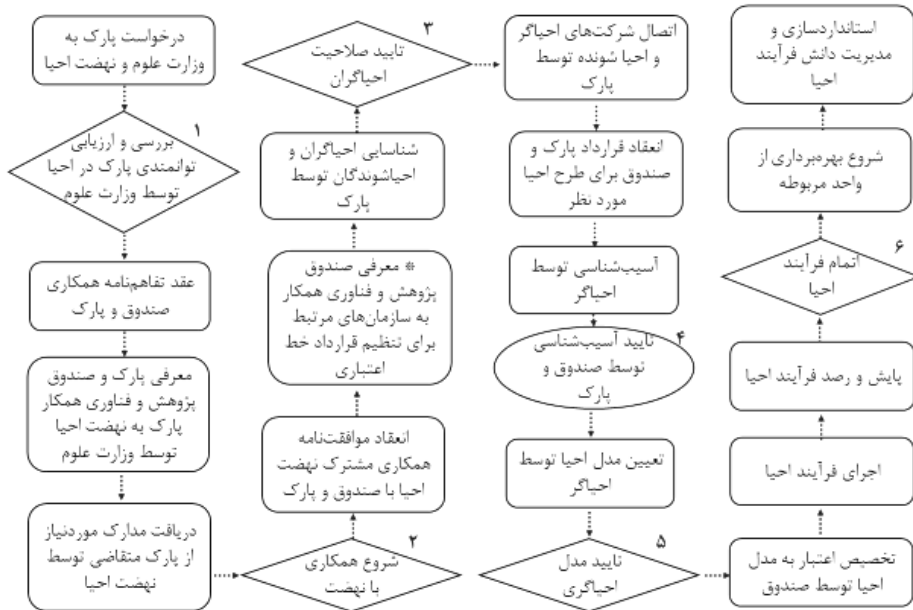 درخواست پارک به
وزارت علوم و نهضت احیا
۱
بررسی و ارزیابی
توانمندی پارک در احیا
توسط وزارت علوم
عقد تفاهم‌نامه همکاری
صندوق و پارک
معرفی پارک و صندوق
پژوهش و فناوری همکار
پارک به نهضت احیا
توسط وزارت علوم
دریافت مدارک موردنیاز
از پارک متقاضی توسط
نهضت احیا
۲
شروع همکاری
با نهضت
انعقاد موافقت‌نامه
همکاری مشترک نهضت
احیا با صندوق و پارک
* معرفی صندوق
پژوهش و فناوری همکار
به سازمان‌های مرتبط
برای تنظیم قرارداد خط
اعتباری
شناسایی احیاگران و
احیاشوندگان توسط
پارک
۳
تایید صلاحیت
احیاگران
اتصال شرکت‌های احیاگر
و احیا شونده توسط
پارک
انعقاد قرارداد پارک و
صندوق برای طرح احیا
مورد نظر
آسیب‌شناسی توسط
احیاگر
۴
تایید آسیب‌شناسی
توسط صندوق و
پارک
تعیین مدل احیا توسط
احیاگر
۵
تایید مدل
احیاگری
تخصیص اعتبار به مدل
احیا توسط صندوق
اجرای فرآیند احیا
پایش و رصد فرآیند احیا
۶
اتمام فرآیند
احیا
شروع بهره‌برداری از
واحد مربوطه
استانداردسازی و
مدیریت دانش فرآیند
احیا